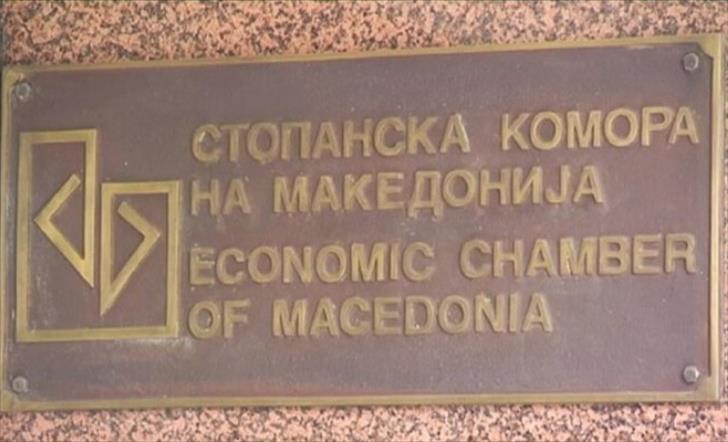 СТОПАНСКА КОМОРА
НА МАКЕДОНИЈА
ECONOMIC CHAMBER
OF MACEDONIA